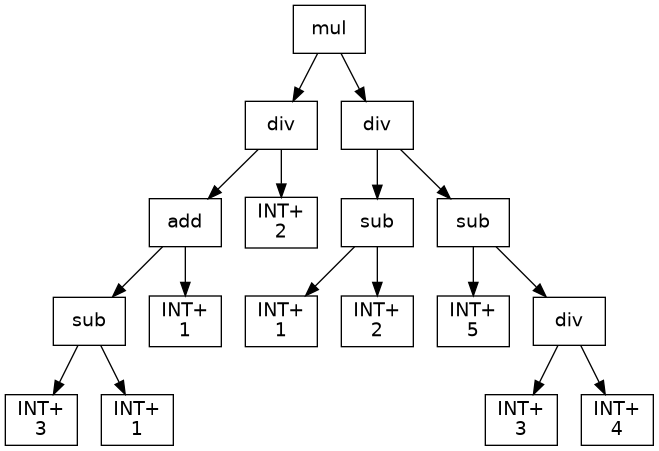 mul
div
div
add
INT+
2
sub
sub
sub
INT+
1
INT+
1
INT+
2
INT+
5
div
INT+
3
INT+
1
INT+
3
INT+
4